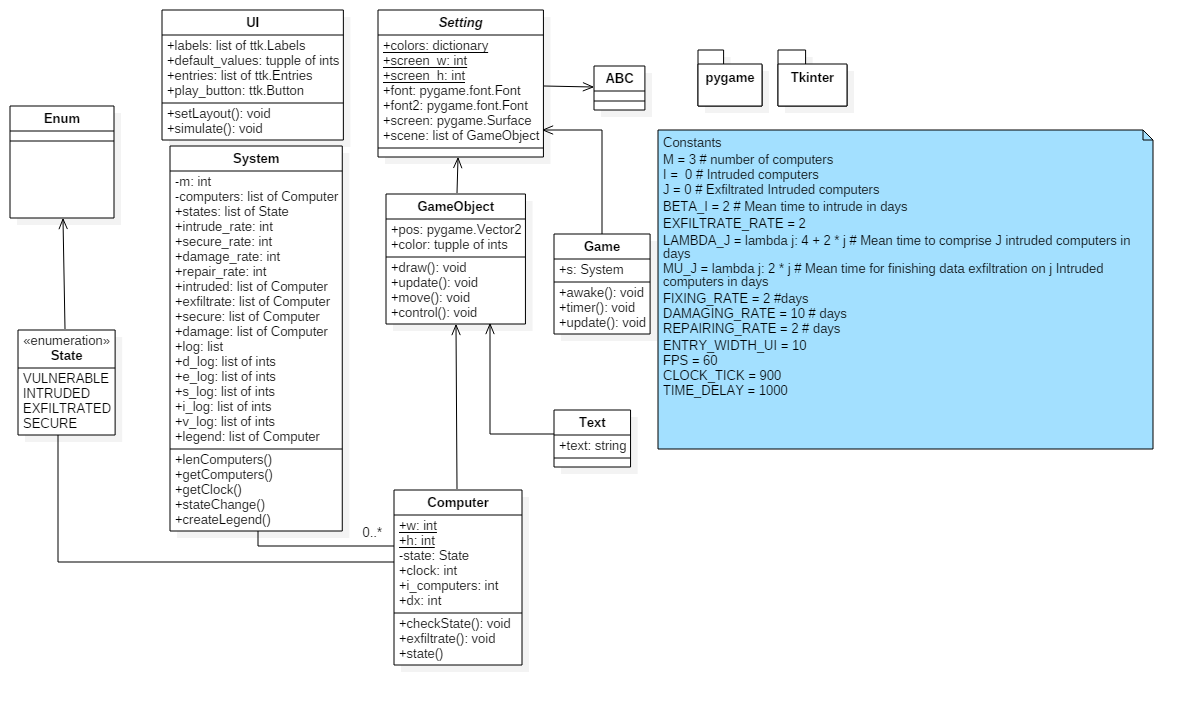 UI
+labels: list of ttk.Labels
+default_values: tupple of ints
+entries: list of ttk.Entries
+play_button: ttk.Button
+setLayout(): void
+simulate(): void
Setting
+colors: dictionary
+screen_w: int
+screen_h: int
+font: pygame.font.Font
+font2: pygame.font.Font
+screen: pygame.Surface
+scene: list of GameObject
ABC
pygame
Tkinter
Enum
System
-m: int
-computers: list of Computer
+states: list of State
+intrude_rate: int
+secure_rate: int
+damage_rate: int
+repair_rate: int
+intruded: list of Computer
+exfiltrate: list of Computer
+secure: list of Computer
+damage: list of Computer
+log: list
+d_log: list of ints
+e_log: list of ints
+s_log: list of ints
+i_log: list of ints
+v_log: list of ints
+legend: list of Computer
+lenComputers()
+getComputers()
+getClock()
+stateChange()
+createLegend()
GameObject
+pos: pygame.Vector2
+color: tupple of ints
+draw(): void
+update(): void
+move(): void
+control(): void
Game
+s: System
+awake(): void
+timer(): void
+update(): void
Constants
M = 3 # number of computers
I =  0 # Intruded computers
J = 0 # Exfiltrated Intruded computers
BETA_I = 2 # Mean time to intrude in days
EXFILTRATE_RATE = 2
LAMBDA_J = lambda j: 4 + 2 * j # Mean time to comprise J intruded computers in
days
MU_J = lambda j: 2 * j # Mean time for finishing data exfiltration on j Intruded
computers in days
FIXING_RATE = 2 #days
DAMAGING_RATE = 10 # days
REPAIRING_RATE = 2 # days
ENTRY_WIDTH_UI = 10
FPS = 60
CLOCK_TICK = 900
TIME_DELAY = 1000
«enumeration»
State
VULNERABLE
INTRUDED
EXFILTRATED
SECURE
Text
+text: string
0..*
Computer
+w: int
+h: int
-state: State
+clock: int
+i_computers: int
+dx: int
+checkState(): void
+exfiltrate(): void
+state()